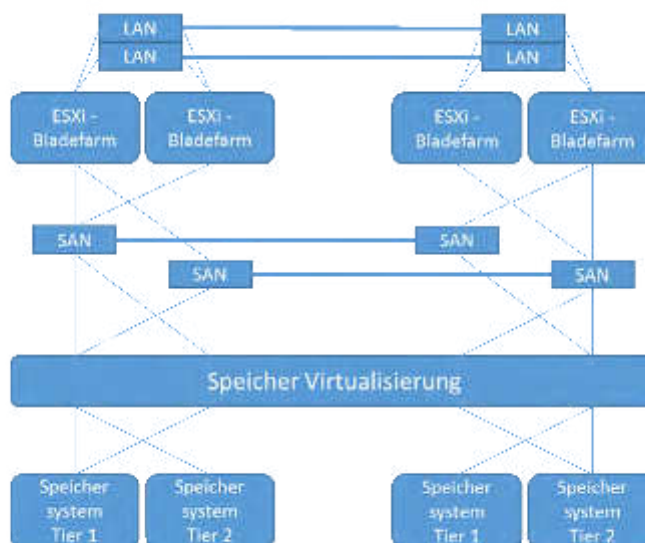 LAN
LAN
LAN
LAN
ESXi -
Bladefarm
ESXi -
Bladefarm
ESXi -
Bladefarm
ESXi -
Bladefarm
SAN
SAN
SAN
SAN
Speicher Virtualisierung
Speicher
system
Tier 1
Speicher
system
Tier 2
Speicher
system
Tier 1
Speicher
system
Tier 2